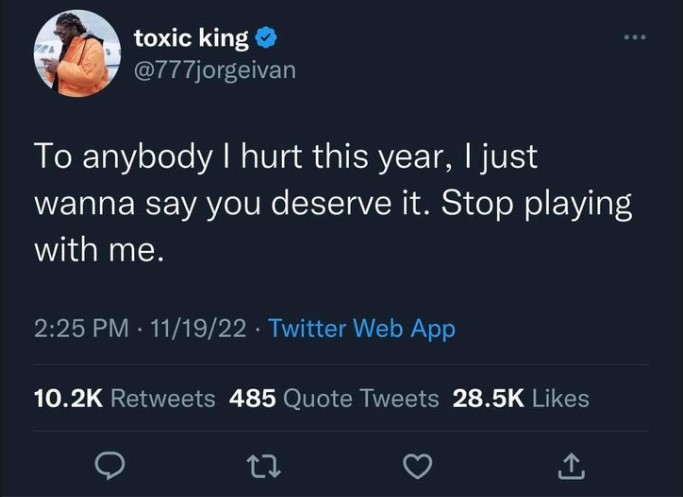 toxic king
@777jorgeivan
To anybody I hurt this year, I just
wanna say you deserve it. Stop playing
with me.
2:25 PM · 11/19/22 · Twitter Web App
10.2K Retweets 485 Quote Tweets 28.5K Likes